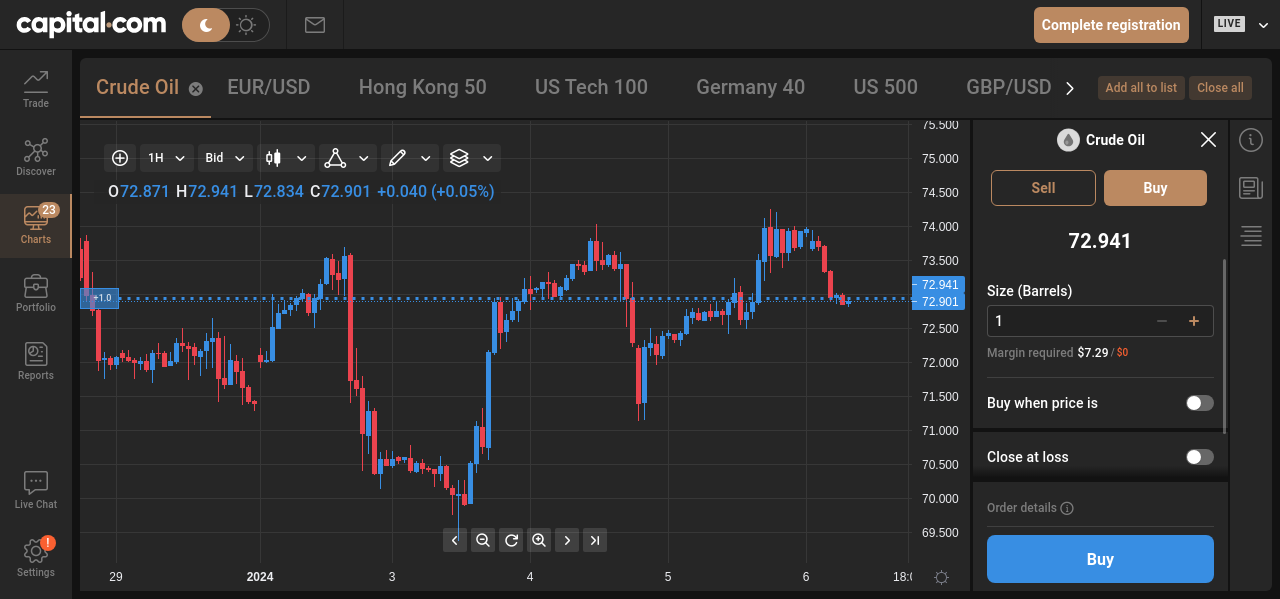 capital.com
Complete registration
LIVE
Trade
Discover
23
Charts
Portfolio
Reports
Live Chat
!
Settings
Crude Oil
EUR/USD
Hong Kong 50
US Tech 100
Germany 40
US 500
GBP/USD
Add all to list
Close all
1H
Bid
O72.871 H72.941 L72.834 C72.901 +0.040 (+0.05%)
+1.0
75.500
75.000
74.500
74.000
73.500
72.941
72.901
72.500
72.000
71.500
71.000
70.500
70.000
69.500
29
2024
3
4
5
6
18:0
Crude Oil
Sell
Buy
72.941
Size (Barrels)
1
Margin required $7.29 / $0
Buy when price is
Close at loss
Order details
Buy